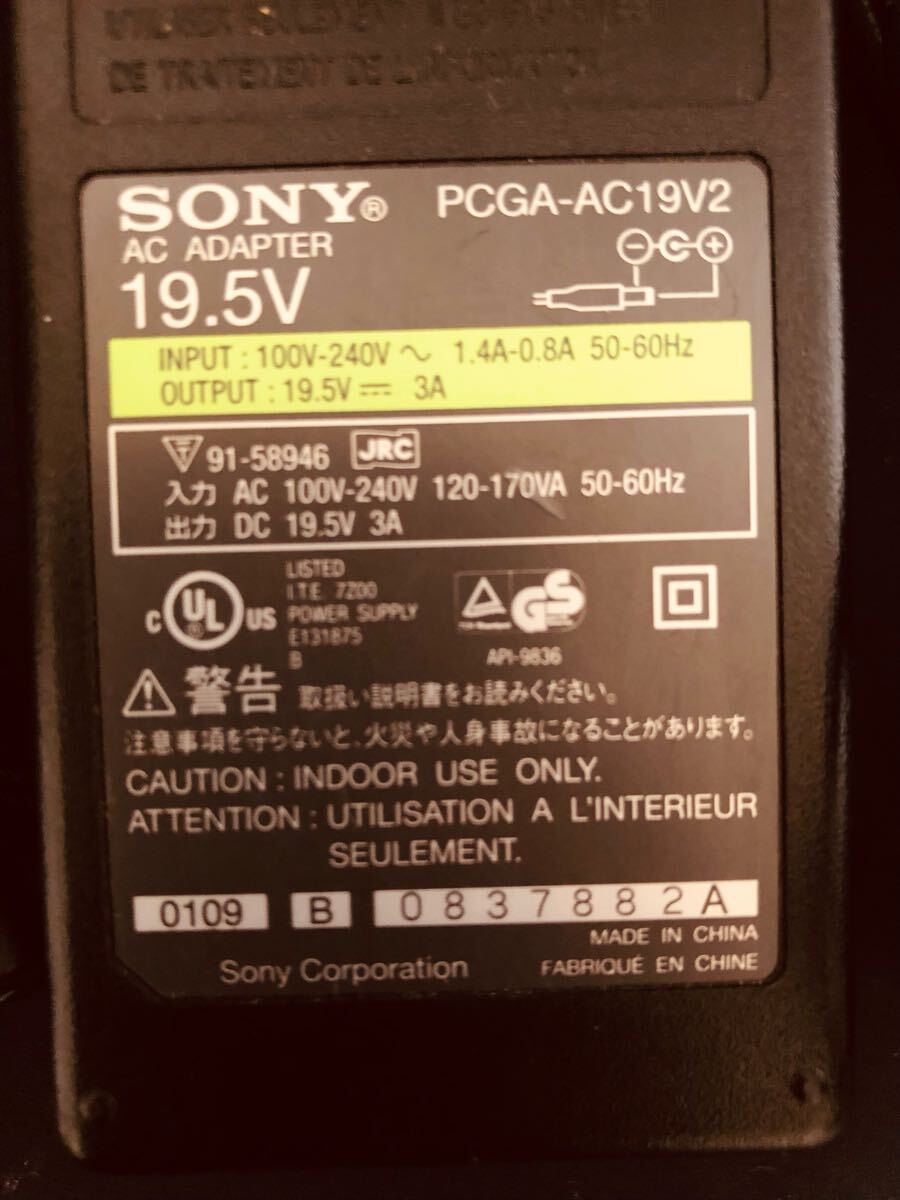 DE TRAITEMENT DE L'INFORMATION
SONY® PCGA-AC19V2
AC ADAPTER
19.5V
INPUT : 100V-240V ～ 1.4A-0.8A 50-60Hz
OUTPUT : 19.5V ⎓ 3A
91-58946 JRC
入力 AC 100V-240V 120-170VA 50-60Hz
出力 DC 19.5V 3A
C UL® US
LISTED
I.T.E. 7Z00
POWER SUPPLY
E131875
B
GS
API-9836
警告 取扱い説明書をお読みください。
注意事項を守らないと、火災や人身事故になることがあります。
CAUTION : INDOOR USE ONLY.
ATTENTION : UTILISATION A L'INTERIEUR
SEULEMENT.
0109 B 0837882A
MADE IN CHINA
Sony Corporation FABRIQUÉ EN CHINE